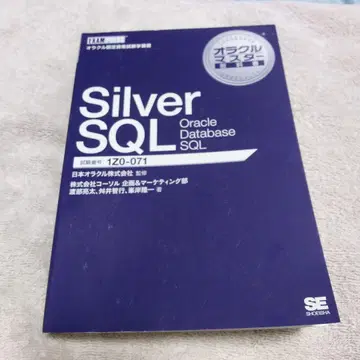 EXAMPRESS
オラクル認定資格試験学習書
オラクル
マスター
教科書
Silver
SQL
Oracle
Database
SQL
試験番号 1Z0-071
日本オラクル株式会社 監修
株式会社コーソル 企画&マーケティング部
渡部亮太、舛井智行、峯岸隆一 著
SE
SHOEISHA